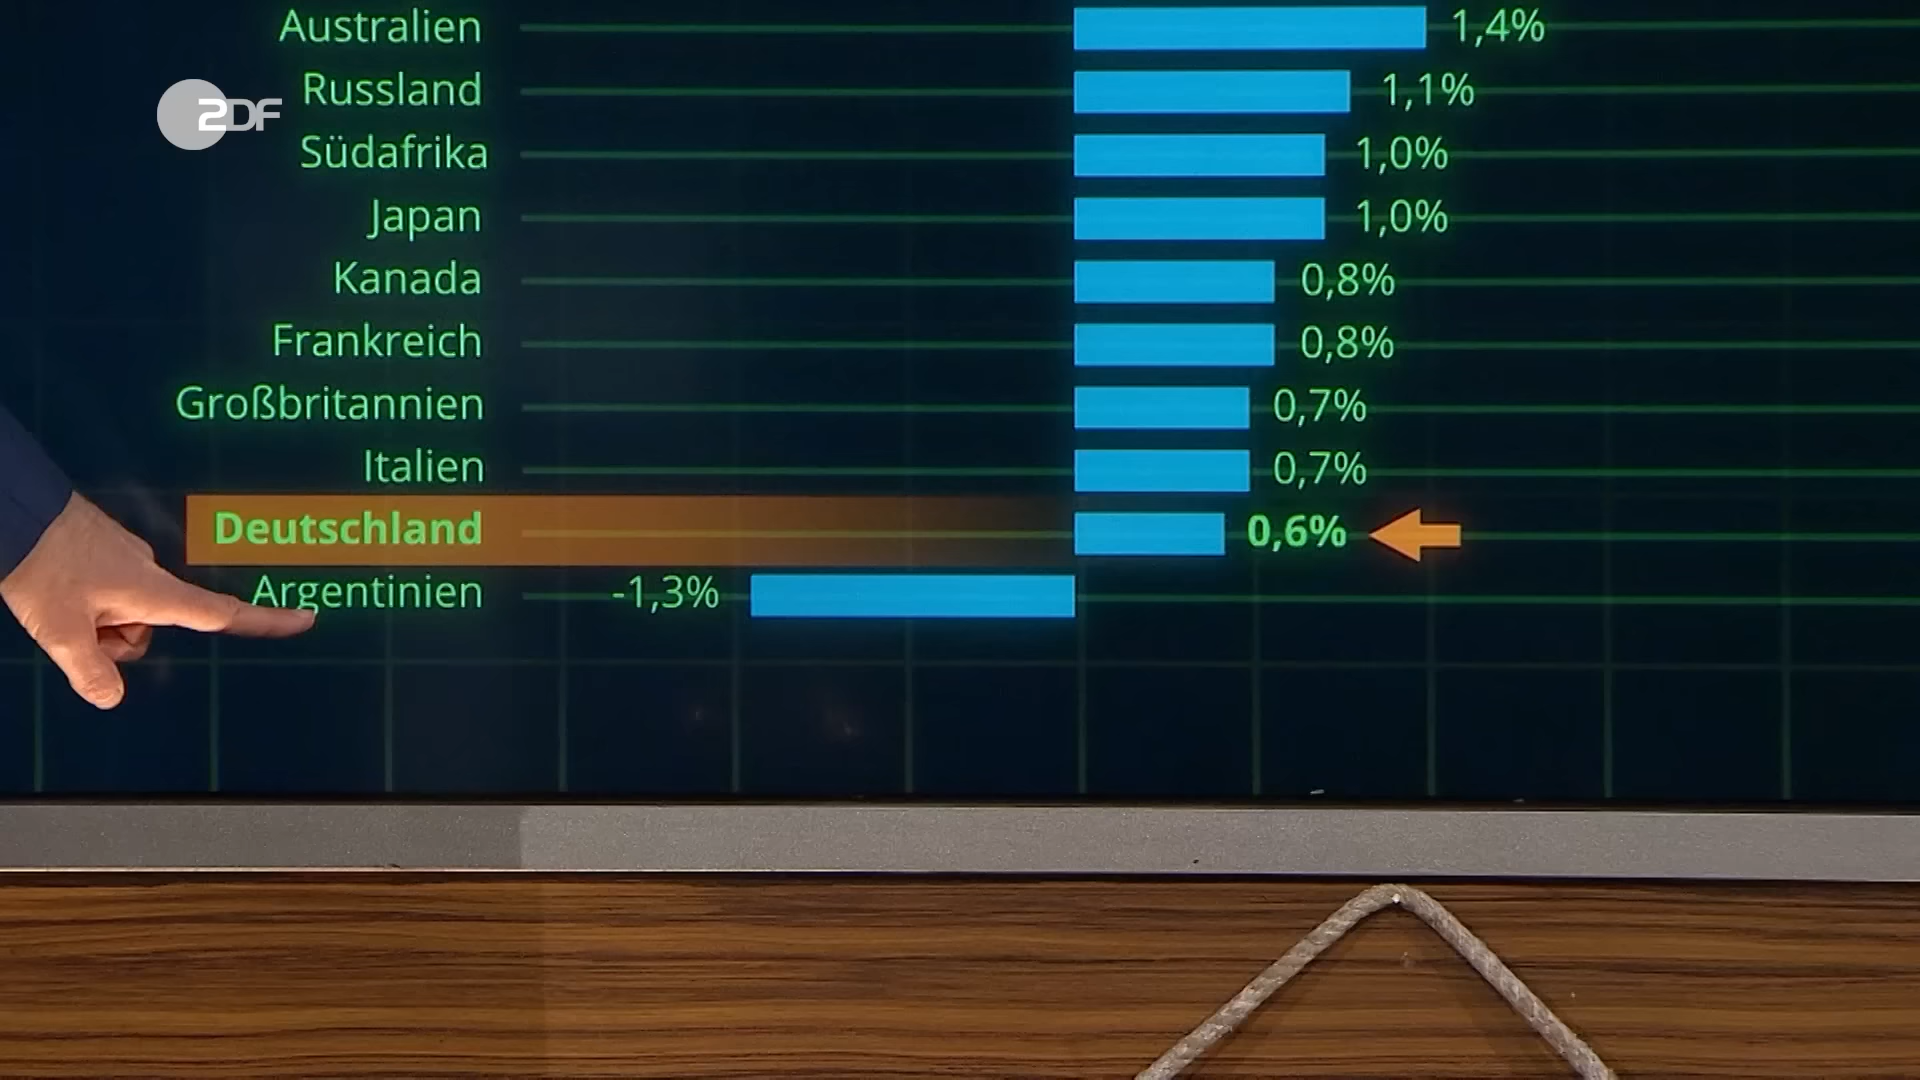 Australien 1,4%
ZDF
Russland 1,1%
Südafrika 1,0%
Japan 1,0%
Kanada 0,8%
Frankreich 0,8%
Großbritannien 0,7%
Italien 0,7%
Deutschland 0,6%
Argentinien -1,3%